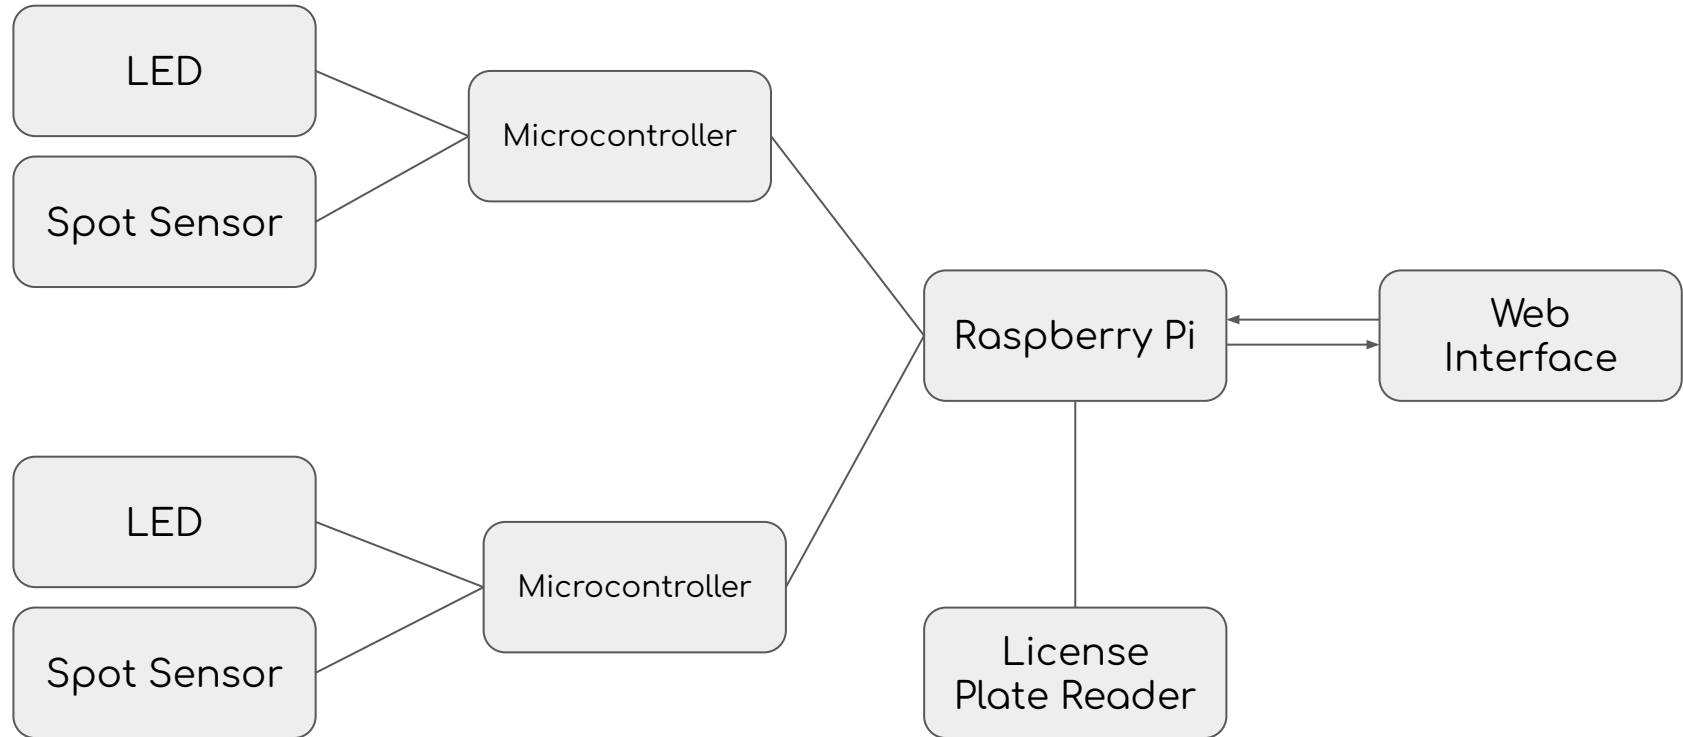 LED
Spot Sensor
Microcontroller
LED
Spot Sensor
Microcontroller
Raspberry Pi
Web
Interface
License
Plate Reader